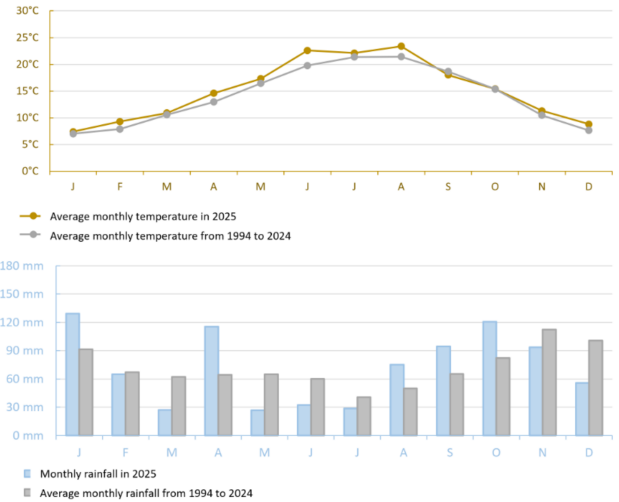 30°C
25°C
20°C
15°C
10°C
5°C
0°C
J F M A M J J A S O N D
Average monthly temperature in 2025
Average monthly temperature from 1994 to 2024
180 mm
150 mm
120 mm
90 mm
60 mm
30 mm
0 mm
J F M A M J J A S O N D
Monthly rainfall in 2025
Average monthly rainfall from 1994 to 2024